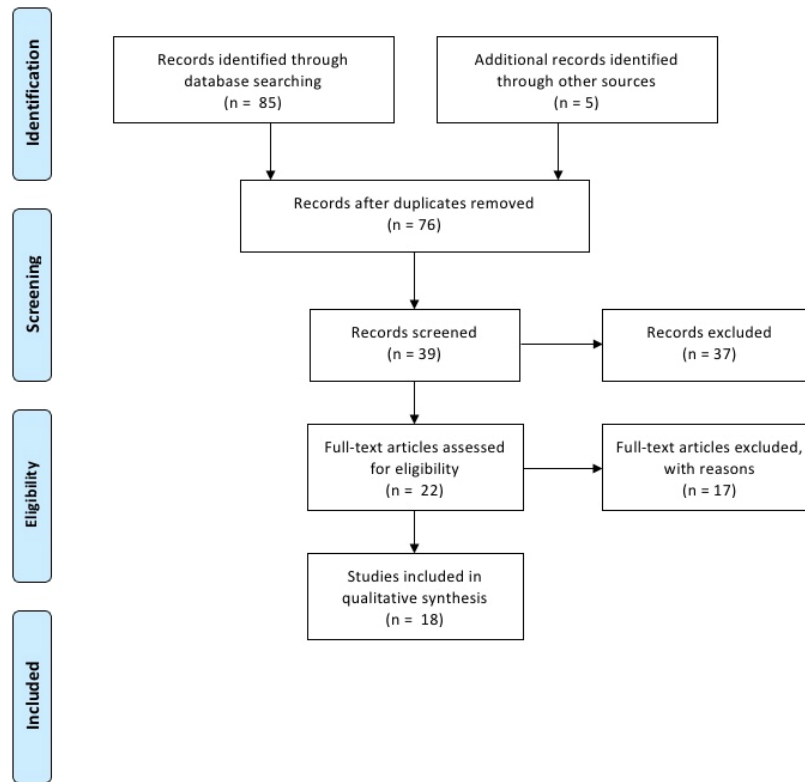 Identification
Records identified through
database searching
(n = 85)
Additional records identified
through other sources
(n = 5)
Records after duplicates removed
(n = 76)
Screening
Records screened
(n = 39)
Records excluded
(n = 37)
Eligibility
Full-text articles assessed
for eligibility
(n = 22)
Full-text articles excluded,
with reasons
(n = 17)
Studies included in
qualitative synthesis
(n = 18)
Included